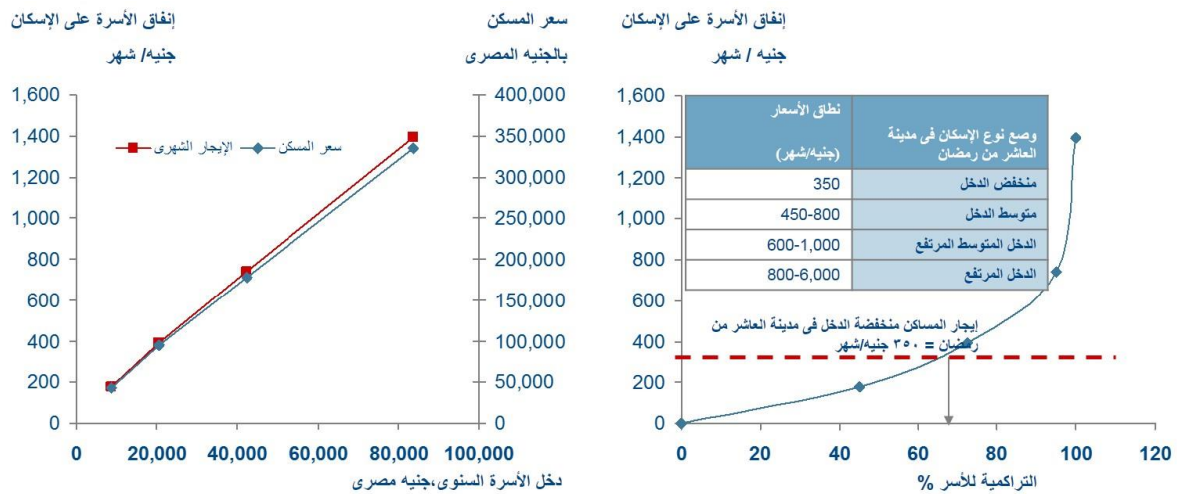 إنفاق الأسرة على الإسكان
جنيه/ شهر
سعر المسكن
بالجنيه المصرى
1,600
1,400
1,200
1,000
800
600
400
200
0
400,000
350,000
300,000
250,000
200,000
150,000
100,000
50,000
0
الإيجار الشهرى
سعر المسكن
0
20,000
40,000
60,000
80,000
100,000
دخل الأسرة السنوى،جنيه مصرى
إنفاق الأسرة على الإسكان
جنيه / شهر
1,600
1,400
1,200
1,000
800
600
400
200
0
وضع نوع الإسكان فى مدينة
العاشر من رمضان
نطاق الأسعار
(جنيه/شهر)
منخفض الدخل
350
متوسط الدخل
450-800
الدخل المتوسط المرتفع
600-1,000
الدخل المرتفع
800-6,000
إيجار المساكن منخفضة الدخل فى مدينة العاشر من
رمضان = ٣٥٠ جنيه/شهر
0
20
40
60
80
100
120
التراكمية للأسر %